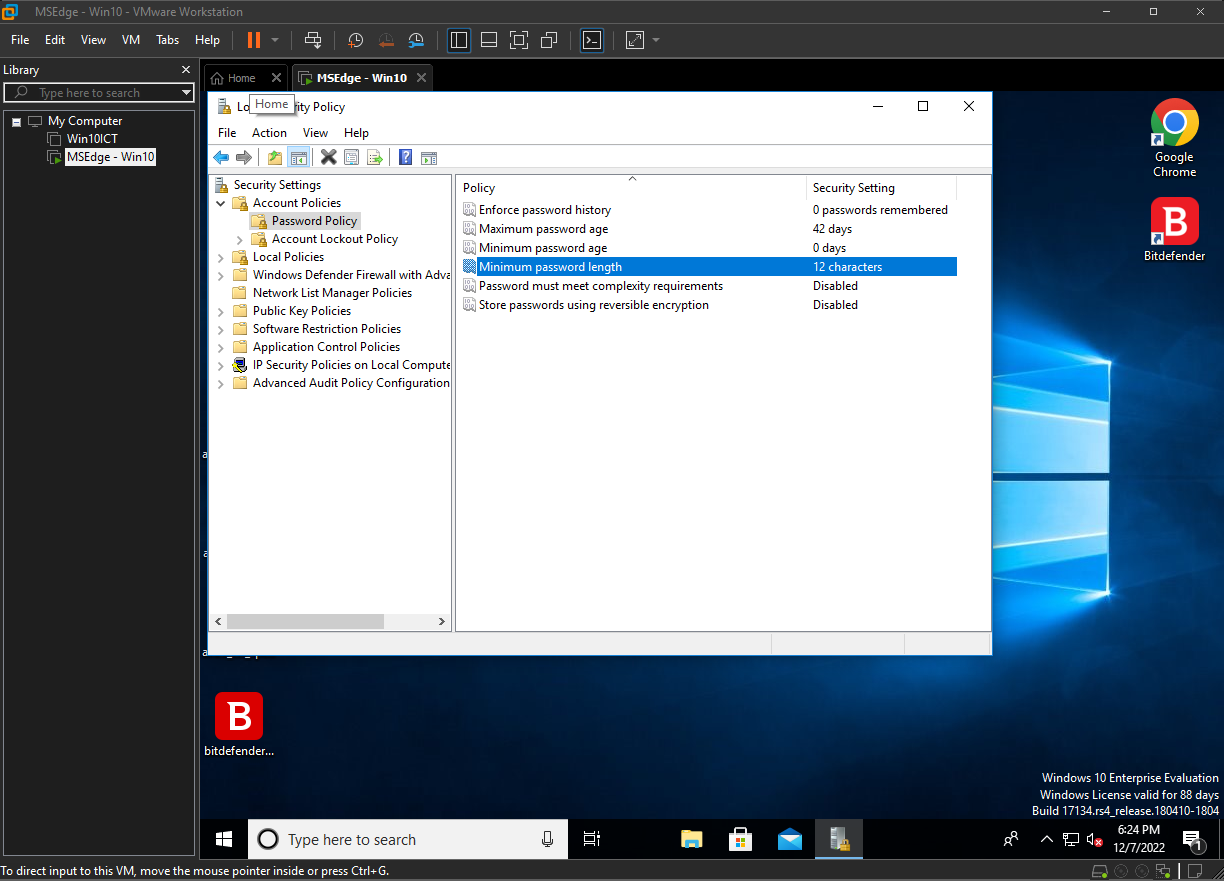 MSEdge - Win10 - VMware Workstation
File Edit View VM Tabs Help
Library
Type here to search
My Computer
Win10ICT
MSEdge - Win10
Home
MSEdge - Win10
Home
Lo
rity Policy
File Action View Help
Security Settings
Account Policies
Password Policy
Account Lockout Policy
Local Policies
Windows Defender Firewall with Adva
Network List Manager Policies
Public Key Policies
Software Restriction Policies
Application Control Policies
IP Security Policies on Local Compute
Advanced Audit Policy Configuration
Policy Security Setting
Enforce password history 0 passwords remembered
Maximum password age 42 days
Minimum password age 0 days
Minimum password length 12 characters
Password must meet complexity requirements Disabled
Store passwords using reversible encryption Disabled
Google
Chrome
B
Bitdefender
B
bitdefender...
Windows 10 Enterprise Evaluation
Windows License valid for 88 days
Build 17134.rs4_release.180410-1804
Type here to search
6:24 PM
12/7/2022
1
To direct input to this VM, move the mouse pointer inside or press Ctrl+G.